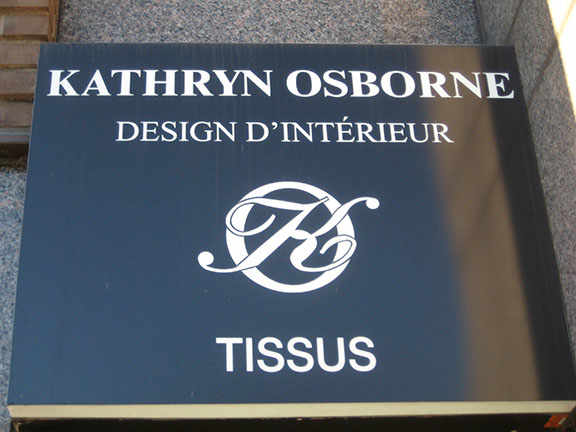 KATHRYN OSBORNE
DESIGN D'INTÉRIEUR
K
TISSUS